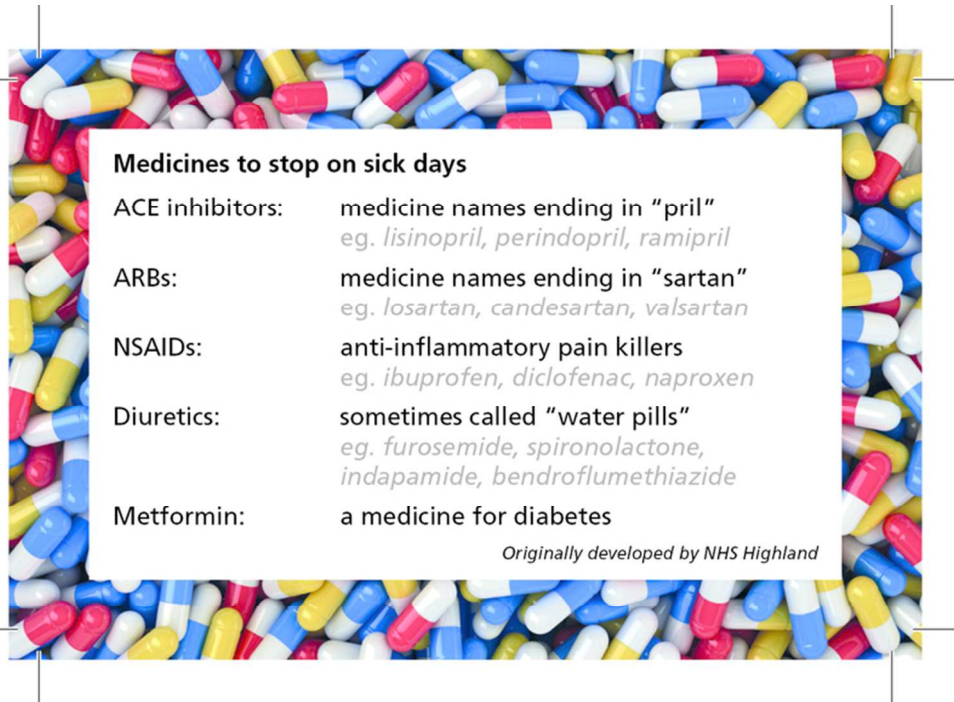 Medicines to stop on sick days
ACE inhibitors: medicine names ending in “pril”
eg. lisinopril, perindopril, ramipril
ARBs: medicine names ending in “sartan”
eg. losartan, candesartan, valsartan
NSAIDs: anti-inflammatory pain killers
eg. ibuprofen, diclofenac, naproxen
Diuretics: sometimes called “water pills”
eg. furosemide, spironolactone,
indapamide, bendroflumethiazide
Metformin: a medicine for diabetes
Originally developed by NHS Highland